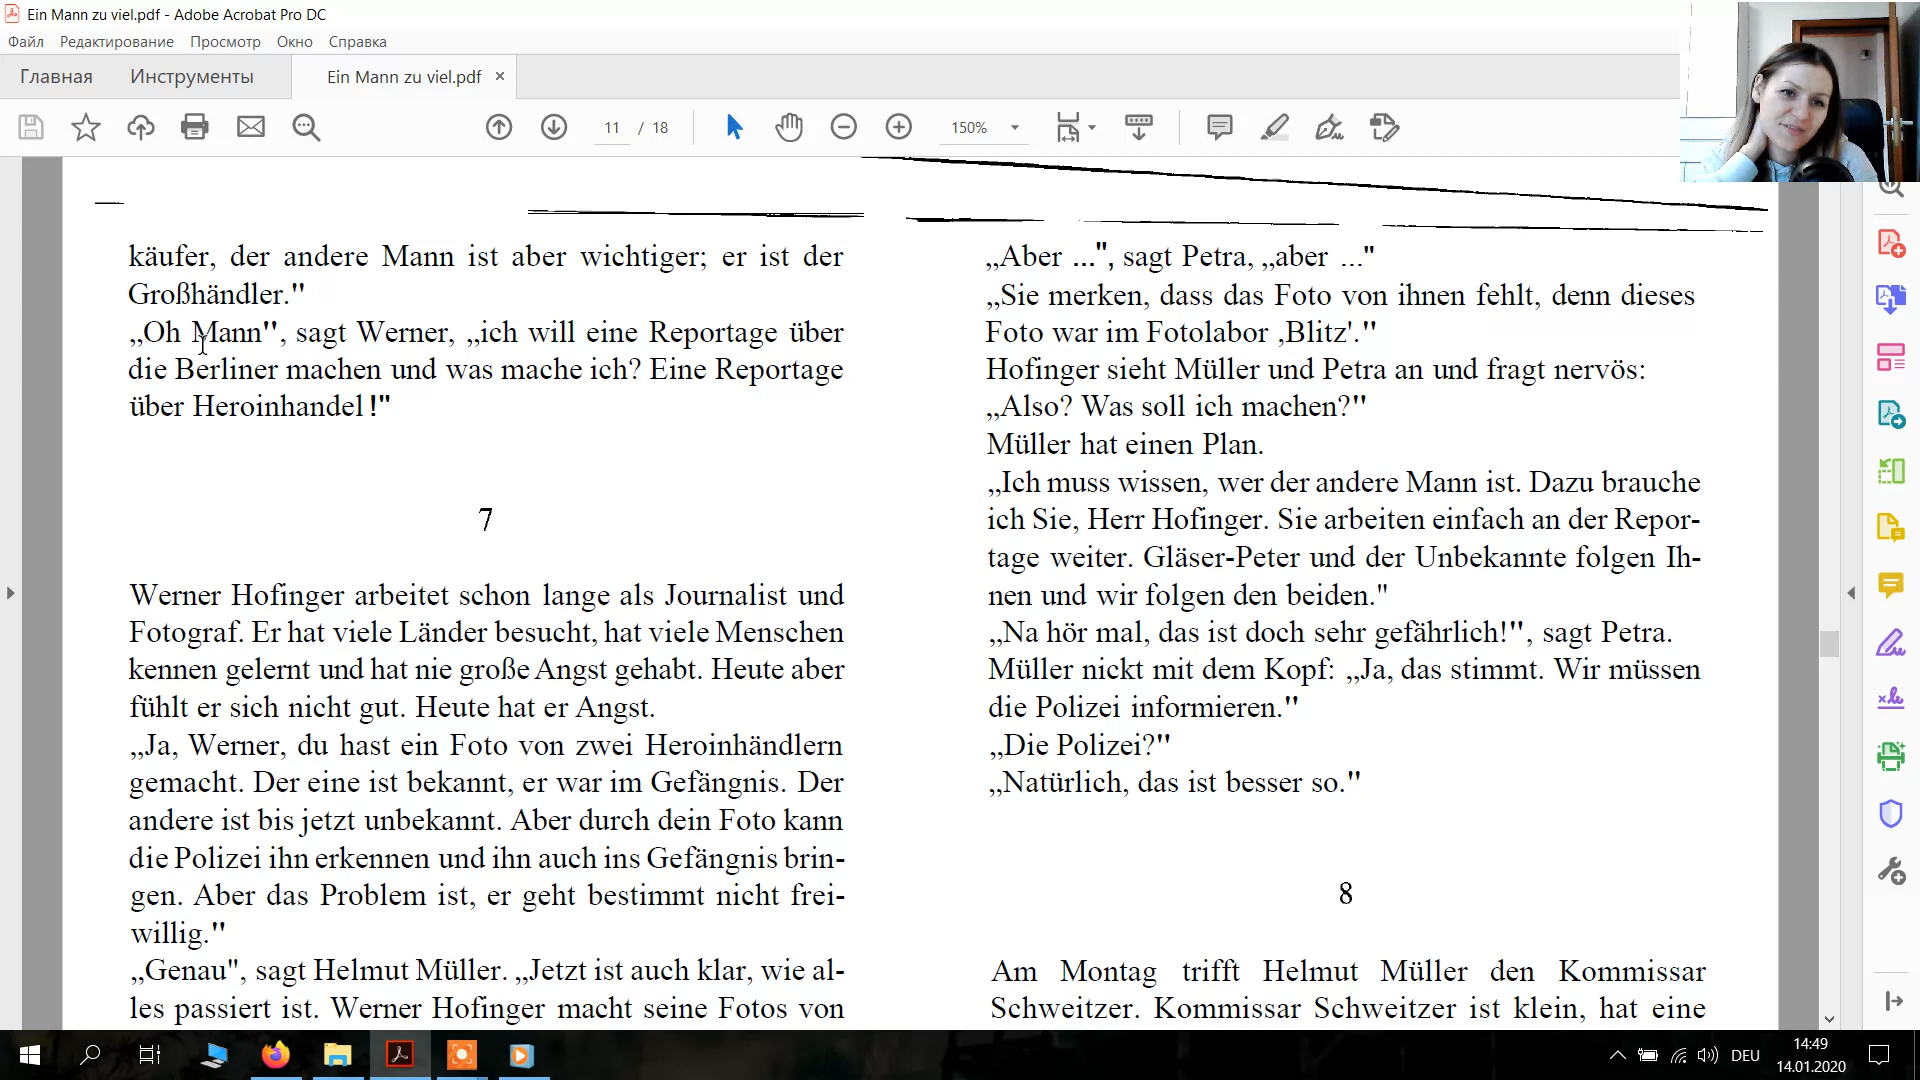 Ein Mann zu viel.pdf - Adobe Acrobat Pro DC
Файл Редактирование Просмотр Окно Справка
Главная Инструменты Ein Mann zu viel.pdf ×
11 / 18 150%
käufer, der andere Mann ist aber wichtiger; er ist der
Großhändler."
„Oh Mann", sagt Werner, „ich will eine Reportage über
die Berliner machen und was mache ich? Eine Reportage
über Heroinhandel!"
7
Werner Hofinger arbeitet schon lange als Journalist und
Fotograf. Er hat viele Länder besucht, hat viele Menschen
kennen gelernt und hat nie große Angst gehabt. Heute aber
fühlt er sich nicht gut. Heute hat er Angst.
„Ja, Werner, du hast ein Foto von zwei Heroinhändlern
gemacht. Der eine ist bekannt, er war im Gefängnis. Der
andere ist bis jetzt unbekannt. Aber durch dein Foto kann
die Polizei ihn erkennen und ihn auch ins Gefängnis brin-
gen. Aber das Problem ist, er geht bestimmt nicht frei-
willig."
„Genau", sagt Helmut Müller. „Jetzt ist auch klar, wie al-
les passiert ist. Werner Hofinger macht seine Fotos von
„Aber ...", sagt Petra, „aber ..."
„Sie merken, dass das Foto von ihnen fehlt, denn dieses
Foto war im Fotolabor ‚Blitz'."
Hofinger sieht Müller und Petra an und fragt nervös:
„Also? Was soll ich machen?"
Müller hat einen Plan.
„Ich muss wissen, wer der andere Mann ist. Dazu brauche
ich Sie, Herr Hofinger. Sie arbeiten einfach an der Repor-
tage weiter. Gläser-Peter und der Unbekannte folgen Ih-
nen und wir folgen den beiden."
„Na hör mal, das ist doch sehr gefährlich!", sagt Petra.
Müller nickt mit dem Kopf: „Ja, das stimmt. Wir müssen
die Polizei informieren."
„Die Polizei?"
„Natürlich, das ist besser so."
8
Am Montag trifft Helmut Müller den Kommissar
Schweitzer. Kommissar Schweitzer ist klein, hat eine
DEU
14:49
14.01.2020